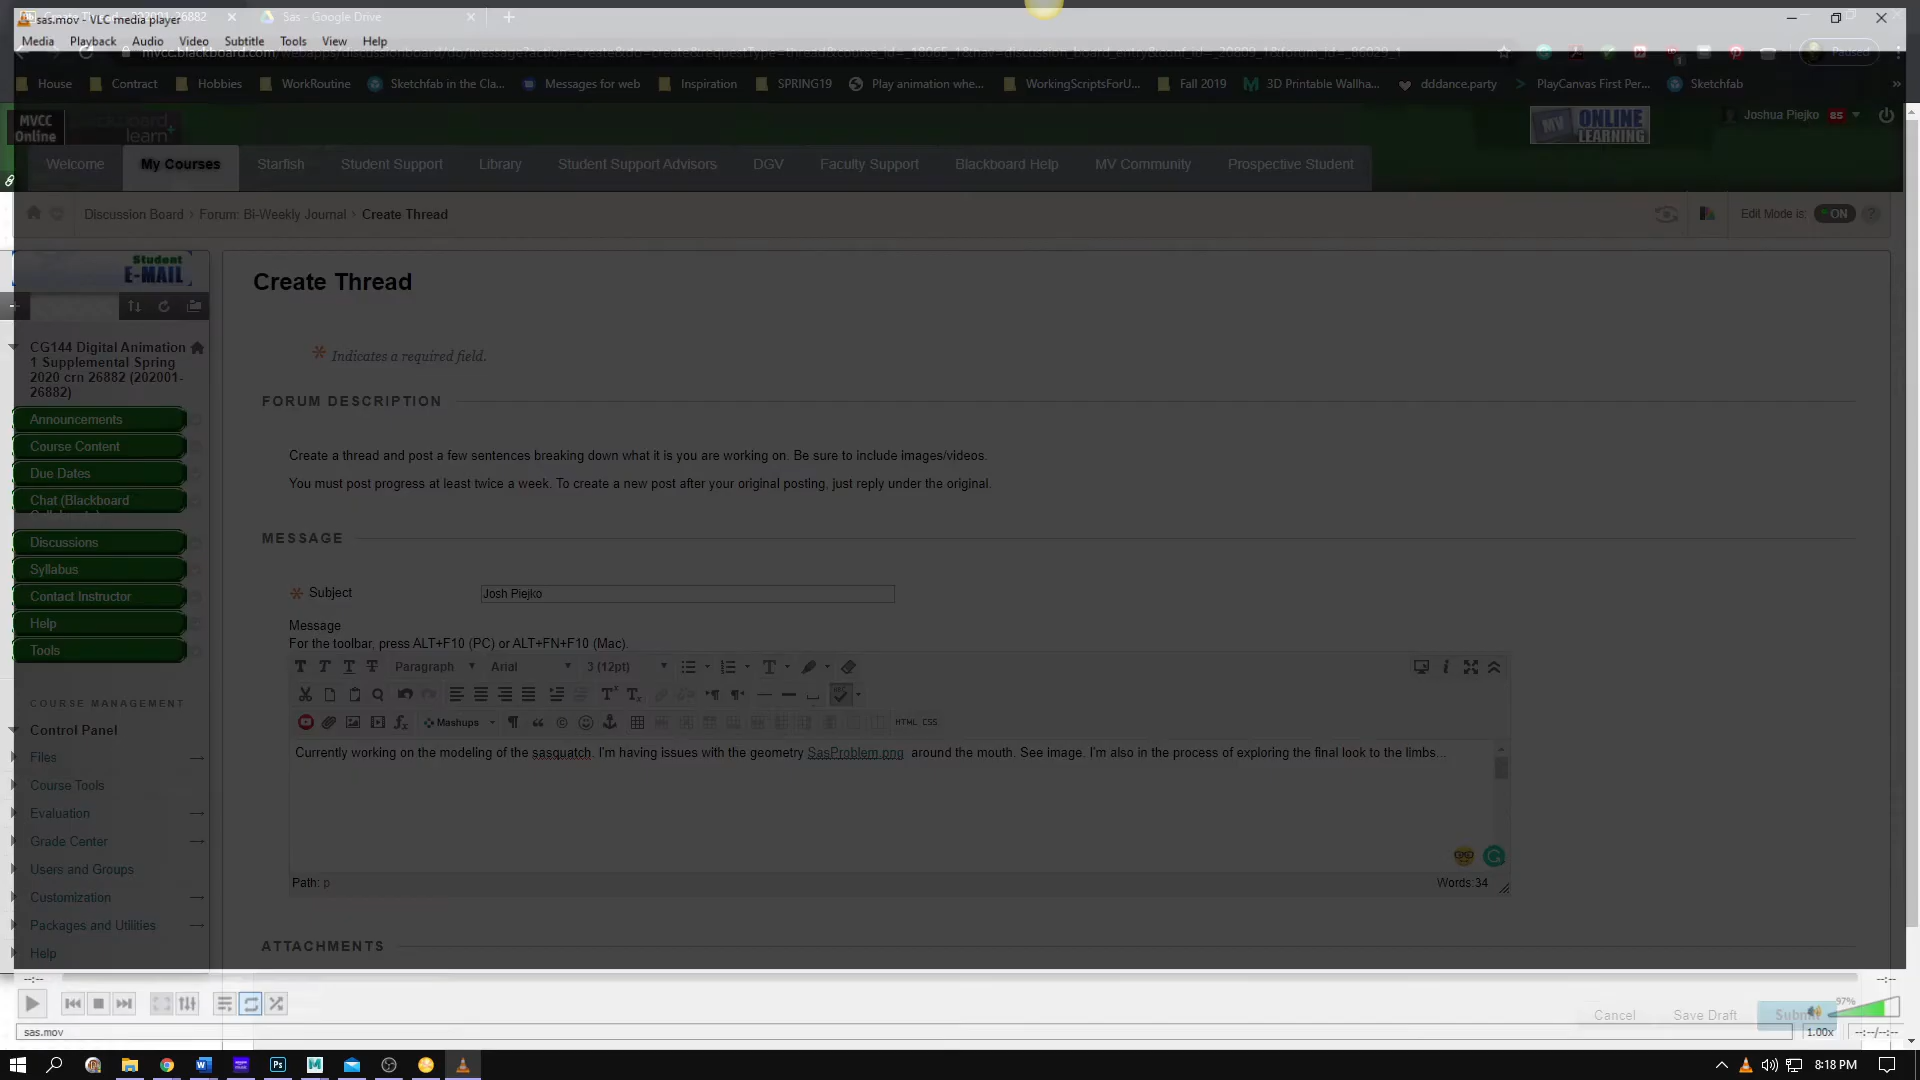 sas.mov - VLC media player
Sas - Google Drive
Media Playback Audio Video Subtitle Tools View Help
Paused
House Contract Hobbies WorkRoutine Sketchfab in the Cla... Messages for web Inspiration SPRING19 Play animation whe... WorkingScriptsForU... Fall 2019 3D Printable Wallha... dddance.party PlayCanvas First Per... Sketchfab »
MVCC
Online
learn+
ONLINE
LEARNING
Joshua Piejko 85
Welcome My Courses Starfish Student Support Library Student Support Advisors DGV Faculty Support Blackboard Help MV Community Prospective Student
Discussion Board › Forum: Bi-Weekly Journal › Create Thread
Edit Mode is: ON ?
Student
E-MAIL
CG144 Digital Animation
1 Supplemental Spring
2020 crn 26882 (202001-
26882)
Announcements
Course Content
Due Dates
Chat (Blackboard
Discussions
Syllabus
Contact Instructor
Help
Tools
COURSE MANAGEMENT
Control Panel
Files
Course Tools
Evaluation
Grade Center
Users and Groups
Customization
Packages and Utilities
Help
Create Thread
Indicates a required field.
FORUM DESCRIPTION
Create a thread and post a few sentences breaking down what it is you are working on. Be sure to include images/videos.
You must post progress at least twice a week. To create a new post after your original posting, just reply under the original.
MESSAGE
Subject Josh Piejko
Message
For the toolbar, press ALT+F10 (PC) or ALT+FN+F10 (Mac).
T T T T Paragraph Arial 3 (12pt)
Mashups HTML CSS
Currently working on the modeling of the sasquatch. I'm having issues with the geometry SasProblem.png around the mouth. See image. I'm also in the process of exploring the final look to the limbs...
Path: p Words:34
ATTACHMENTS
--:-- --:--
97%
Cancel Save Draft Submit
sas.mov 1.00x --:--/--:--
8:18 PM